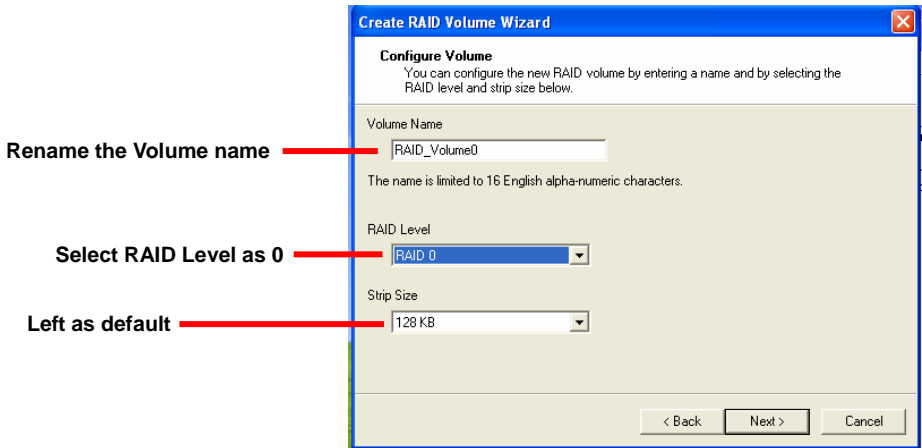 Create RAID Volume Wizard
Configure Volume
You can configure the new RAID volume by entering a name and by selecting the
RAID level and strip size below.
Volume Name
Rename the Volume name
RAID_Volume0
The name is limited to 16 English alpha-numeric characters.
RAID Level
Select RAID Level as 0
RAID 0
Strip Size
Left as default
128 KB
< Back
Next >
Cancel